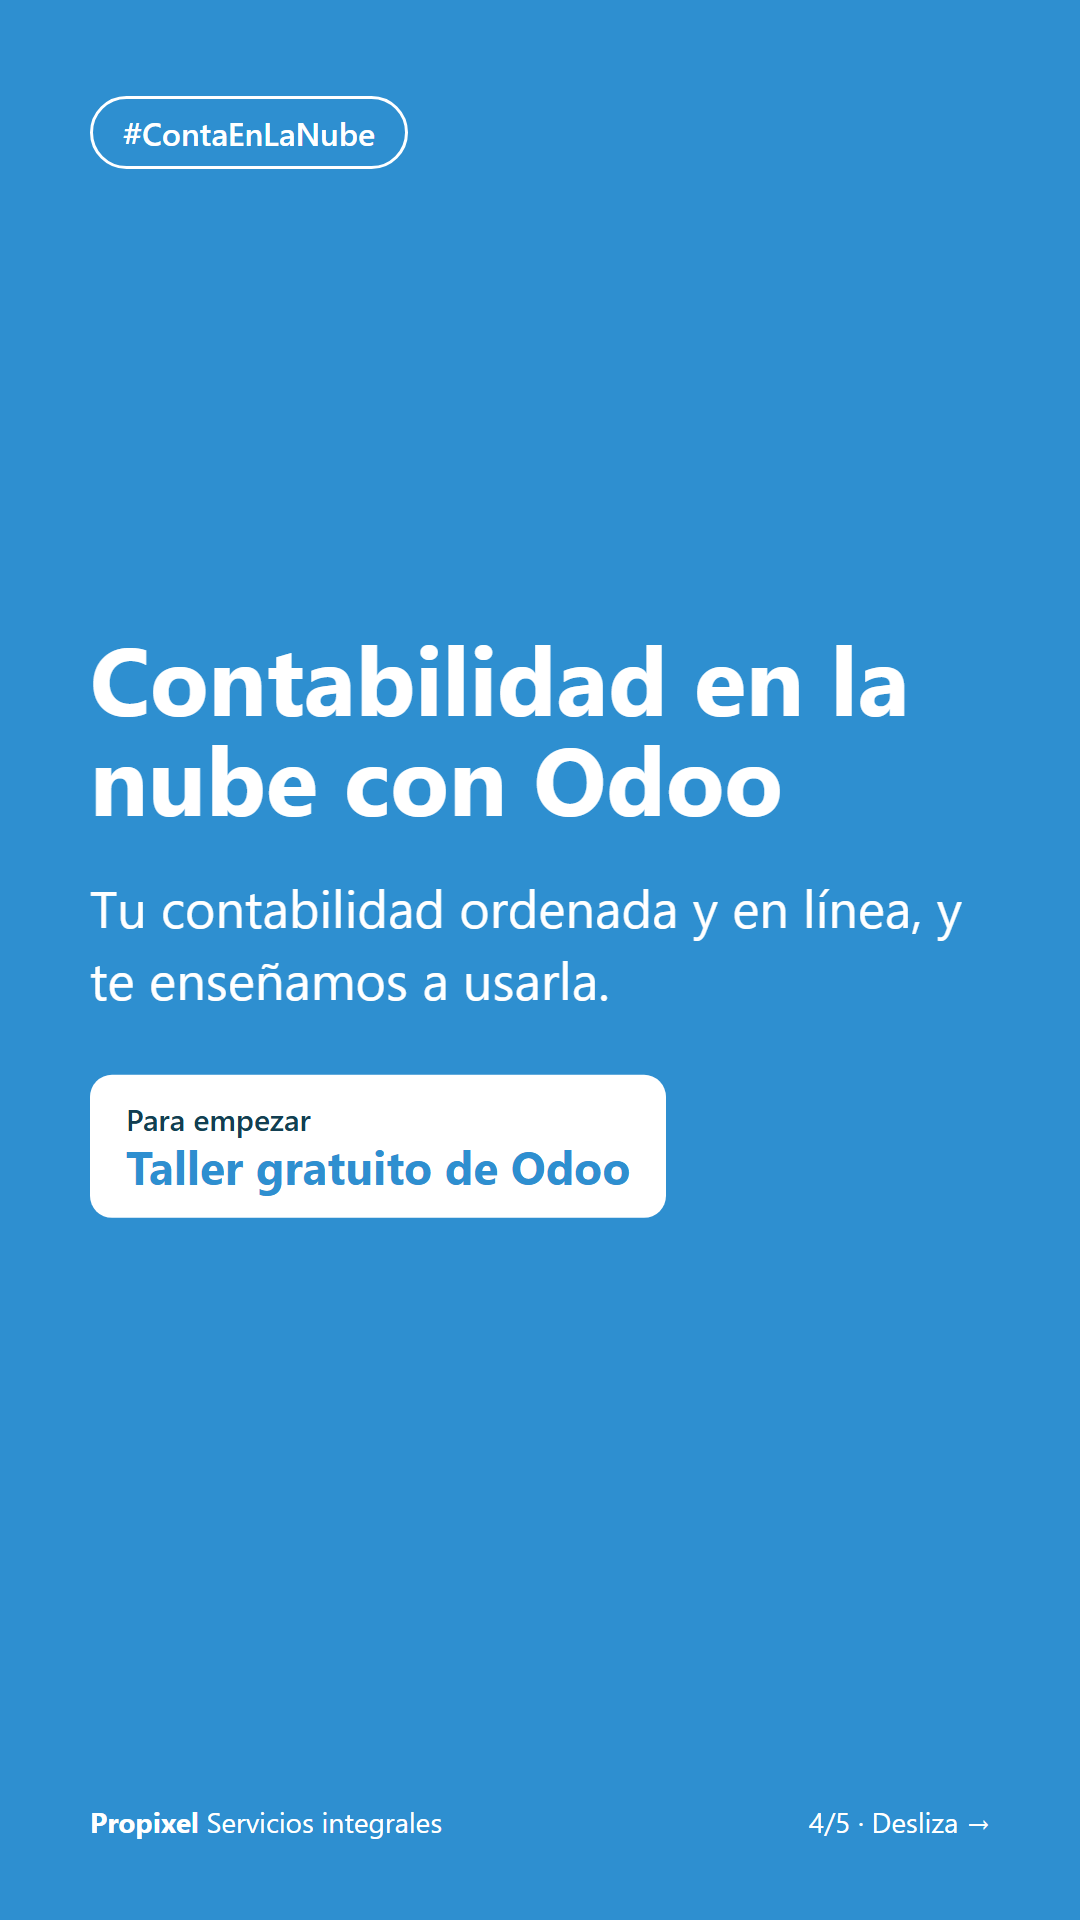 #ContaEnLaNube
Contabilidad en la
nube con Odoo
Tu contabilidad ordenada y en línea, y
te enseñamos a usarla.
Para empezar
Taller gratuito de Odoo
Propixel Servicios integrales
4/5 · Desliza →